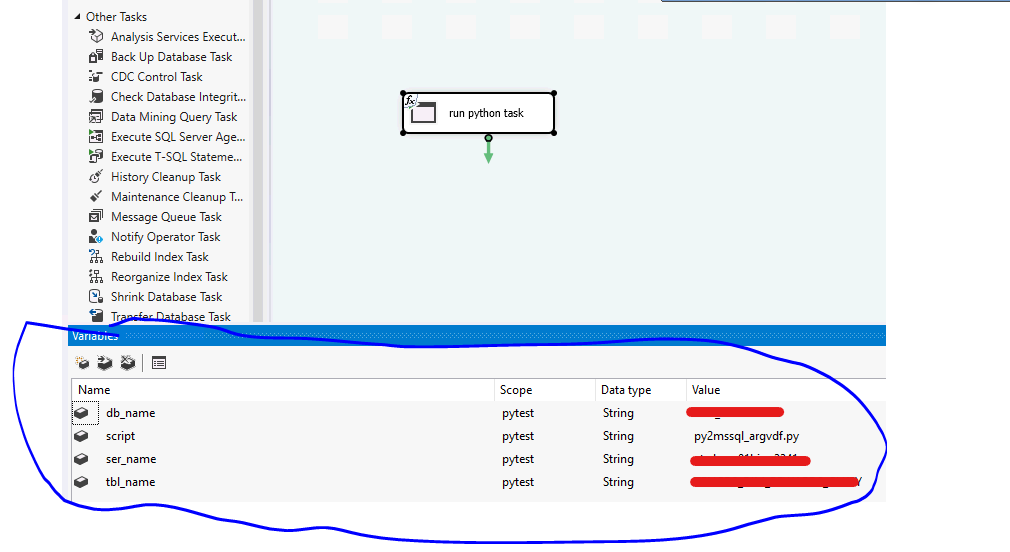 Other Tasks
Analysis Services Execut...
Back Up Database Task
CDC Control Task
Check Database Integrit...
Data Mining Query Task
Execute SQL Server Age...
Execute T-SQL Stateme...
History Cleanup Task
Maintenance Cleanup T...
Message Queue Task
Notify Operator Task
Rebuild Index Task
Reorganize Index Task
Shrink Database Task
Transfer Database Task
fx
run python task
Variables
Name Scope Data type Value
db_name pytest String
script pytest String py2mssql_argvdf.py
ser_name pytest String
tbl_name pytest String